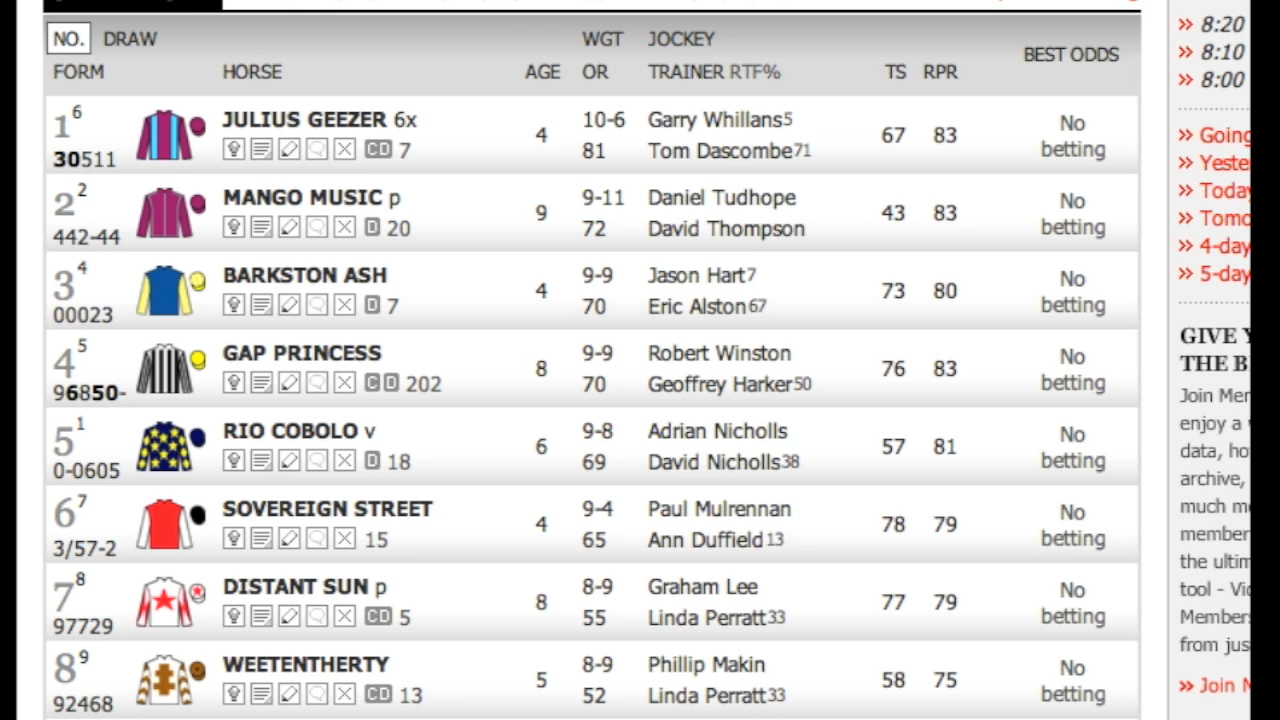 NO. DRAW WGT JOCKEY BEST ODDS
FORM HORSE AGE OR TRAINER RTF% TS RPR
1 6 JULIUS GEEZER 6x 4 10-6 Garry Whillans5 67 83 No betting
30511 CD 7 81 Tom Dascombe71
2 2 MANGO MUSIC p 9 9-11 Daniel Tudhope 43 83 No betting
442-44 D 20 72 David Thompson
3 4 BARKSTON ASH 4 9-9 Jason Hart7 73 80 No betting
00023 D 7 70 Eric Alston67
4 5 GAP PRINCESS 8 9-9 Robert Winston 76 83 No betting
96850- C D 202 70 Geoffrey Harker50
5 1 RIO COBOLO v 6 9-8 Adrian Nicholls 57 81 No betting
0-0605 D 18 69 David Nicholls38
6 7 SOVEREIGN STREET 4 9-4 Paul Mulrennan 78 79 No betting
3/57-2 15 65 Ann Duffield13
7 8 DISTANT SUN p 8 8-9 Graham Lee 77 79 No betting
97729 CD 5 55 Linda Perratt33
8 9 WEETENTHERTY 5 8-9 Phillip Makin 58 75 No betting
92468 CD 13 52 Linda Perratt33
» 8:20
» 8:10
» 8:00
» Going
» Yeste
» Today
» Tomo
» 4-day
» 5-day
GIVE Y
THE B
Join Mem
enjoy a
data, ho
archive,
much mo
member
the ultim
tool - Vi
Members
from jus
» Join M